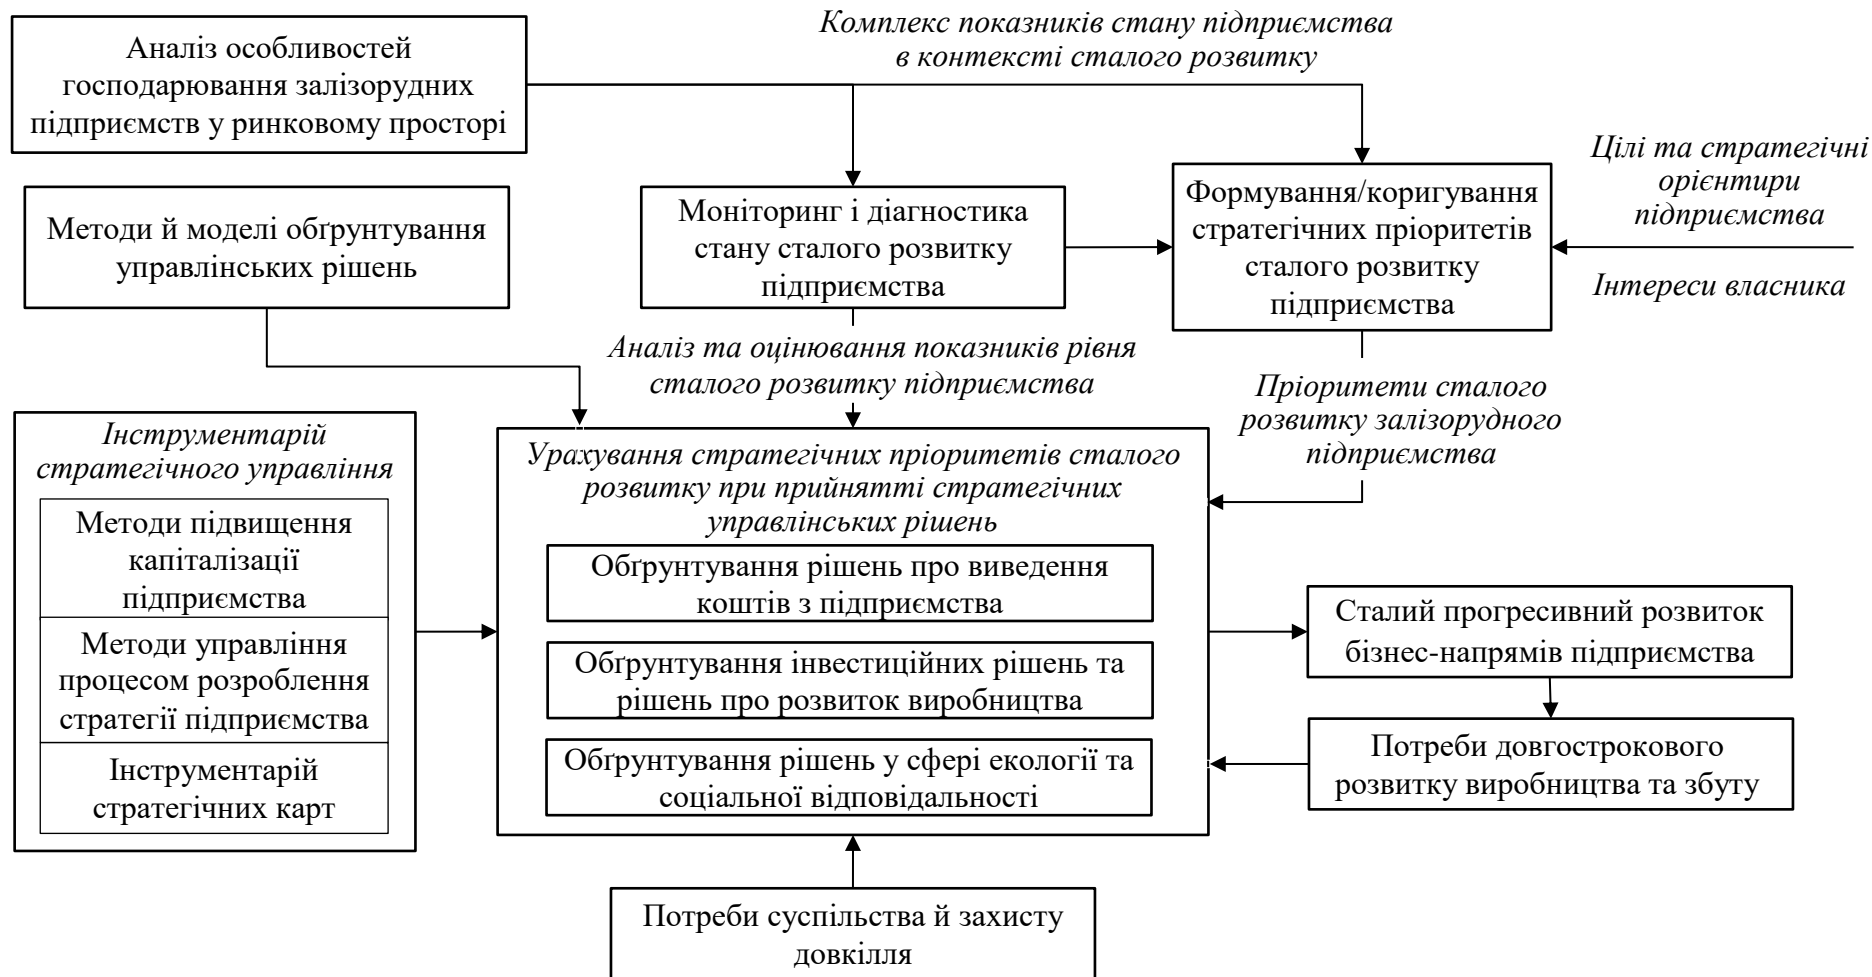 Аналіз особливостей
господарювання залізорудних
підприємств у ринковому просторі
Комплекс показників стану підприємства
в контексті сталого розвитку
Цілі та стратегічні
орієнтири
підприємства
Інтереси власника
Методи й моделі обґрунтування
управлінських рішень
Моніторинг і діагностика
стану сталого розвитку
підприємства
Формування/коригування
стратегічних пріоритетів
сталого розвитку
підприємства
Аналіз та оцінювання показників рівня
сталого розвитку підприємства
Пріоритети сталого
розвитку залізорудного
підприємства
Інструментарій
стратегічного управління
Методи підвищення
капіталізації
підприємства
Методи управління
процесом розроблення
стратегії підприємства
Інструментарій
стратегічних карт
Урахування стратегічних пріоритетів сталого
розвитку при прийнятті стратегічних
управлінських рішень
Обґрунтування рішень про виведення
коштів з підприємства
Обґрунтування інвестиційних рішень та
рішень про розвиток виробництва
Обґрунтування рішень у сфері екології та
соціальної відповідальності
Сталий прогресивний розвиток
бізнес-напрямів підприємства
Потреби довгострокового
розвитку виробництва та збуту
Потреби суспільства й захисту
довкілля